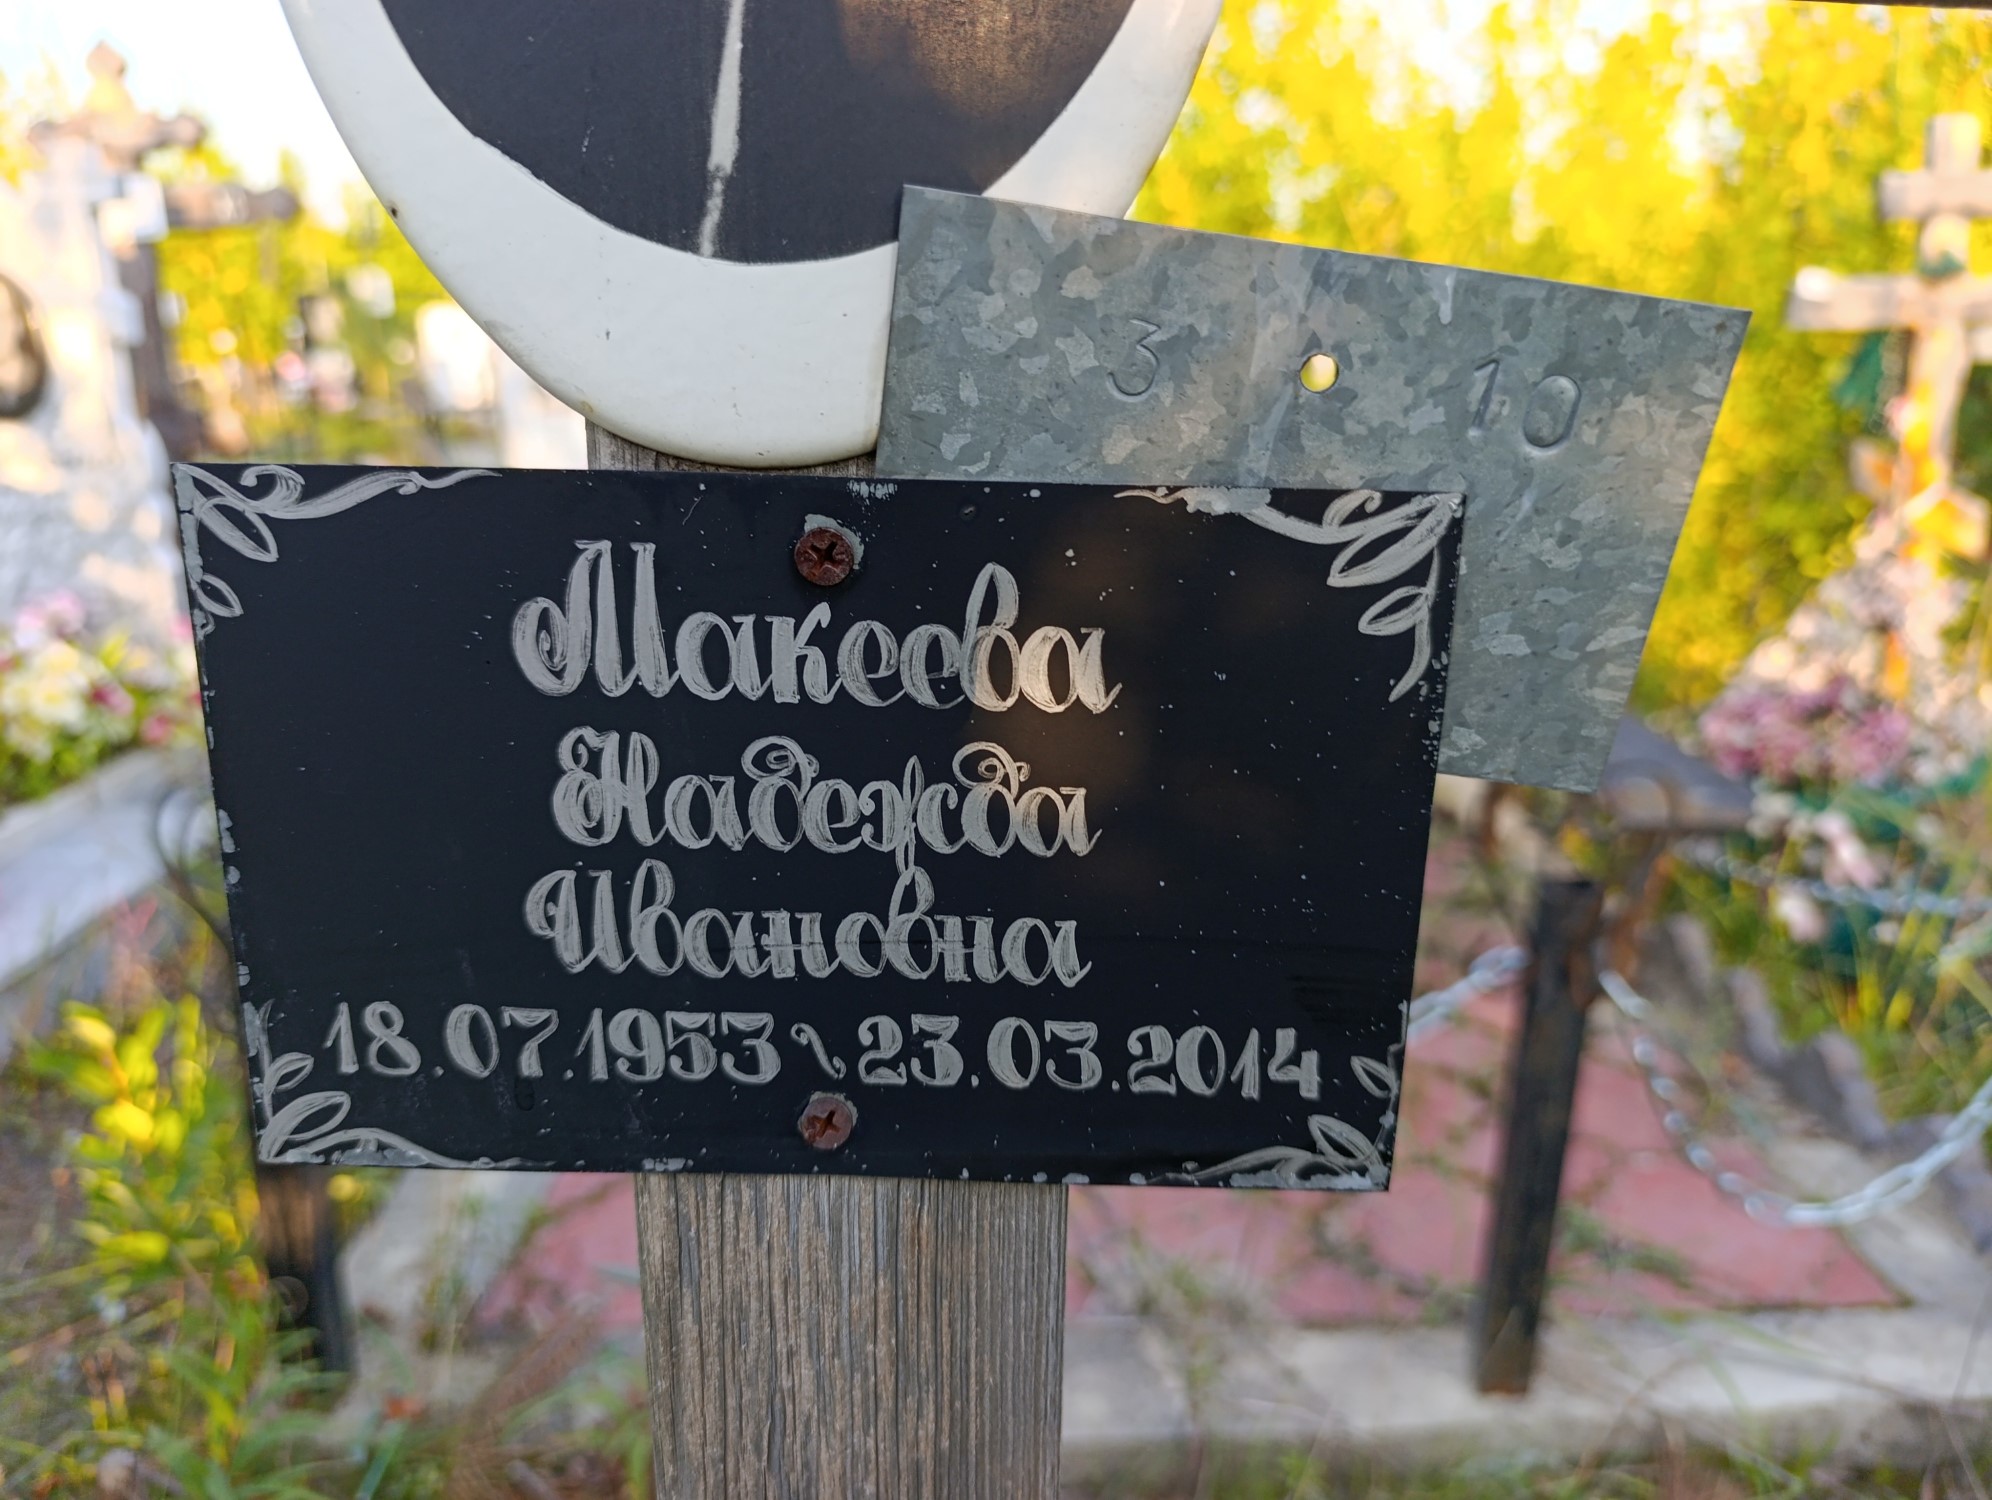 3 10
Макеева
Надежда
Ивановна
18.07.1953 ~ 23.03.2014